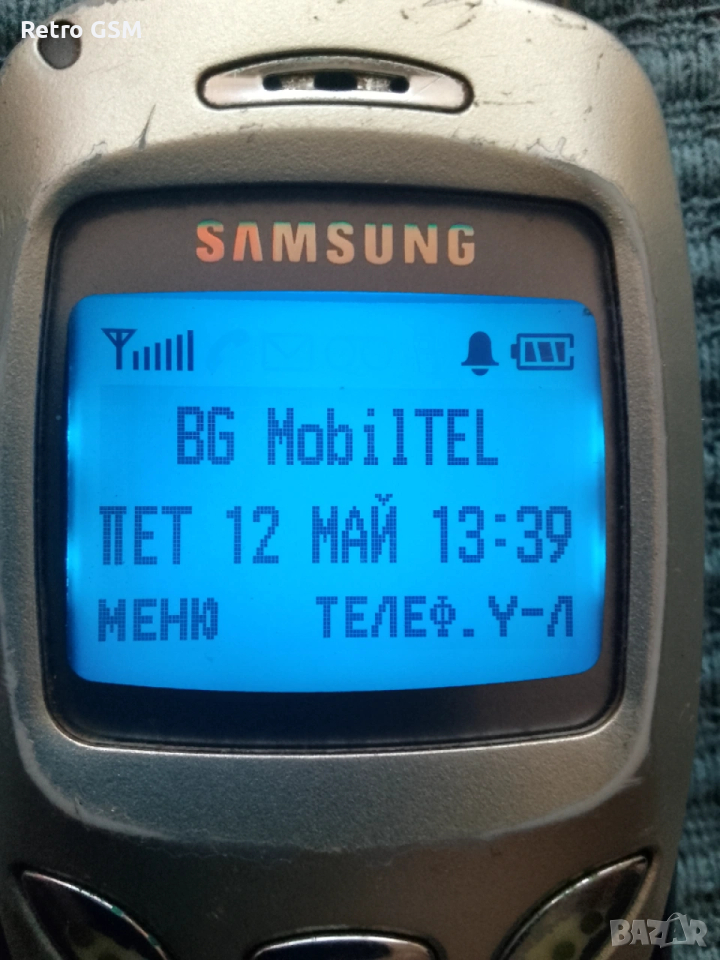 Retro GSM
SAMSUNG
BG MobilTEL
ПЕТ 12 МАЙ 13:39
МЕНЮ ТЕЛЕФ.У-Л
BAZAR